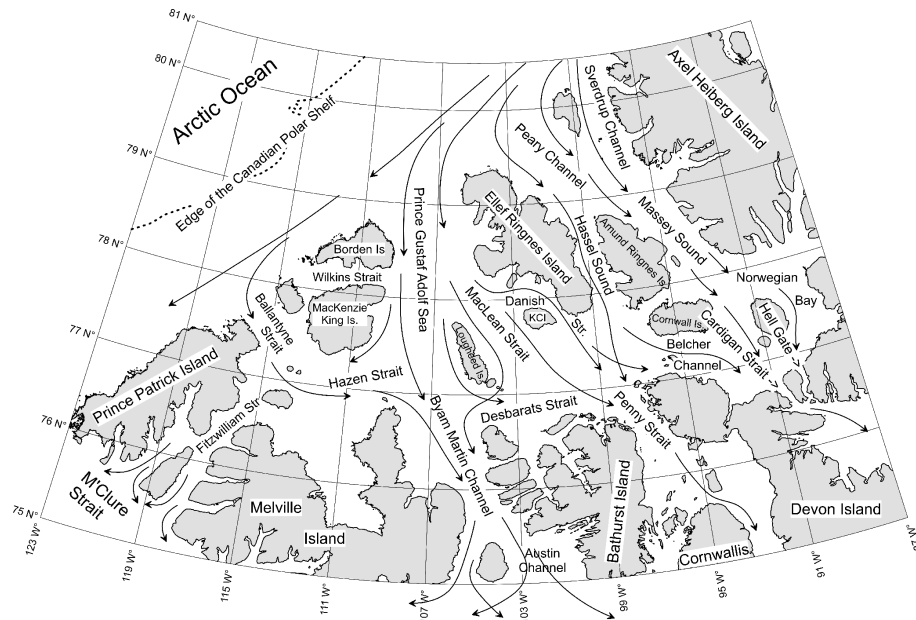 81 N°
80 N°
79 N°
78 N°
77 N°
76 N°
75 N°
123 W°
119 W°
115 W°
111 W°
07 W°
03 W°
99 W°
95 W°
91 W°
Arctic Ocean
Edge of the Canadian Polar Shelf
Axel Heiberg Island
Sverdrup Channel
Peary Channel
Massey Sound
Ellef Ringnes Island
Hassel Sound
Amund Ringnes Is
Prince Gustaf Adolf Sea
Borden Is
Wilkins Strait
MacKenzie
King Is.
Ballantyne
Strait
MacLean Strait
Danish
Str.
KCI
Cornwall Is.
Norwegian
Bay
Hell Gate
Cardigan Strait
Belcher
Channel
Lougheed Is.
Prince Patrick Island
Hazen Strait
Fitzwilliam Str
Desbarats Strait
Byam Martin Channel
Penny Strait
M'Clure
Strait
Melville
Island
Bathurst Island
Austin
Channel
Cornwallis
Devon Island